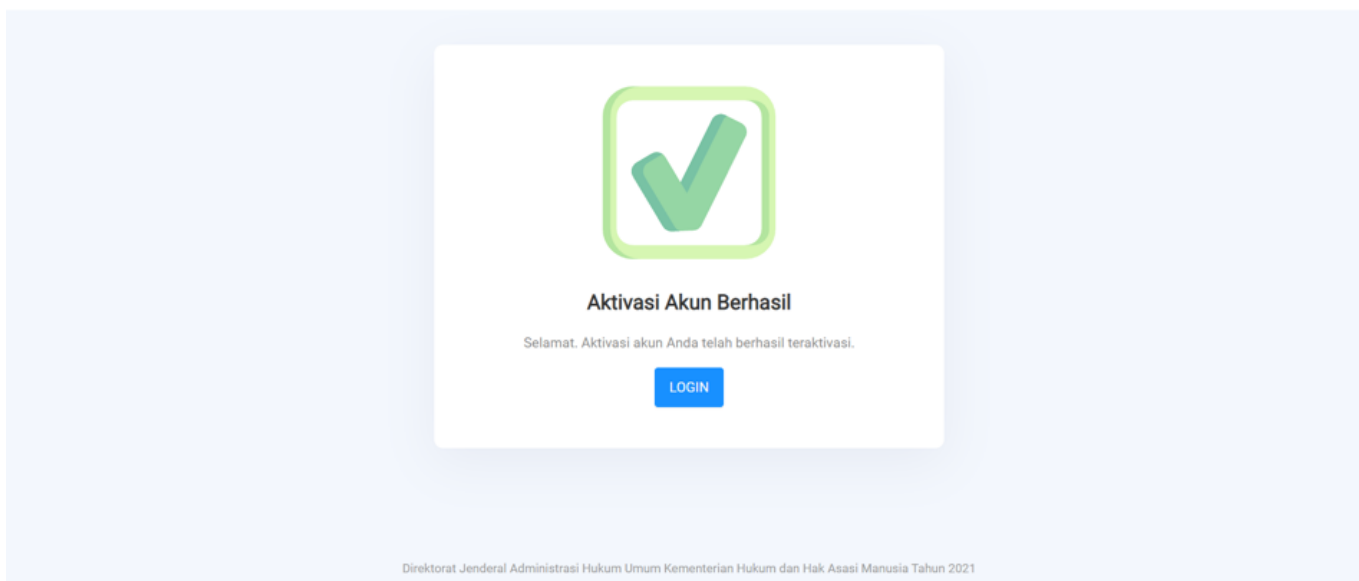 Aktivasi Akun Berhasil
Selamat. Aktivasi akun Anda telah berhasil teraktivasi.
LOGIN
Direktorat Jenderal Administrasi Hukum Umum Kementerian Hukum dan Hak Asasi Manusia Tahun 2021